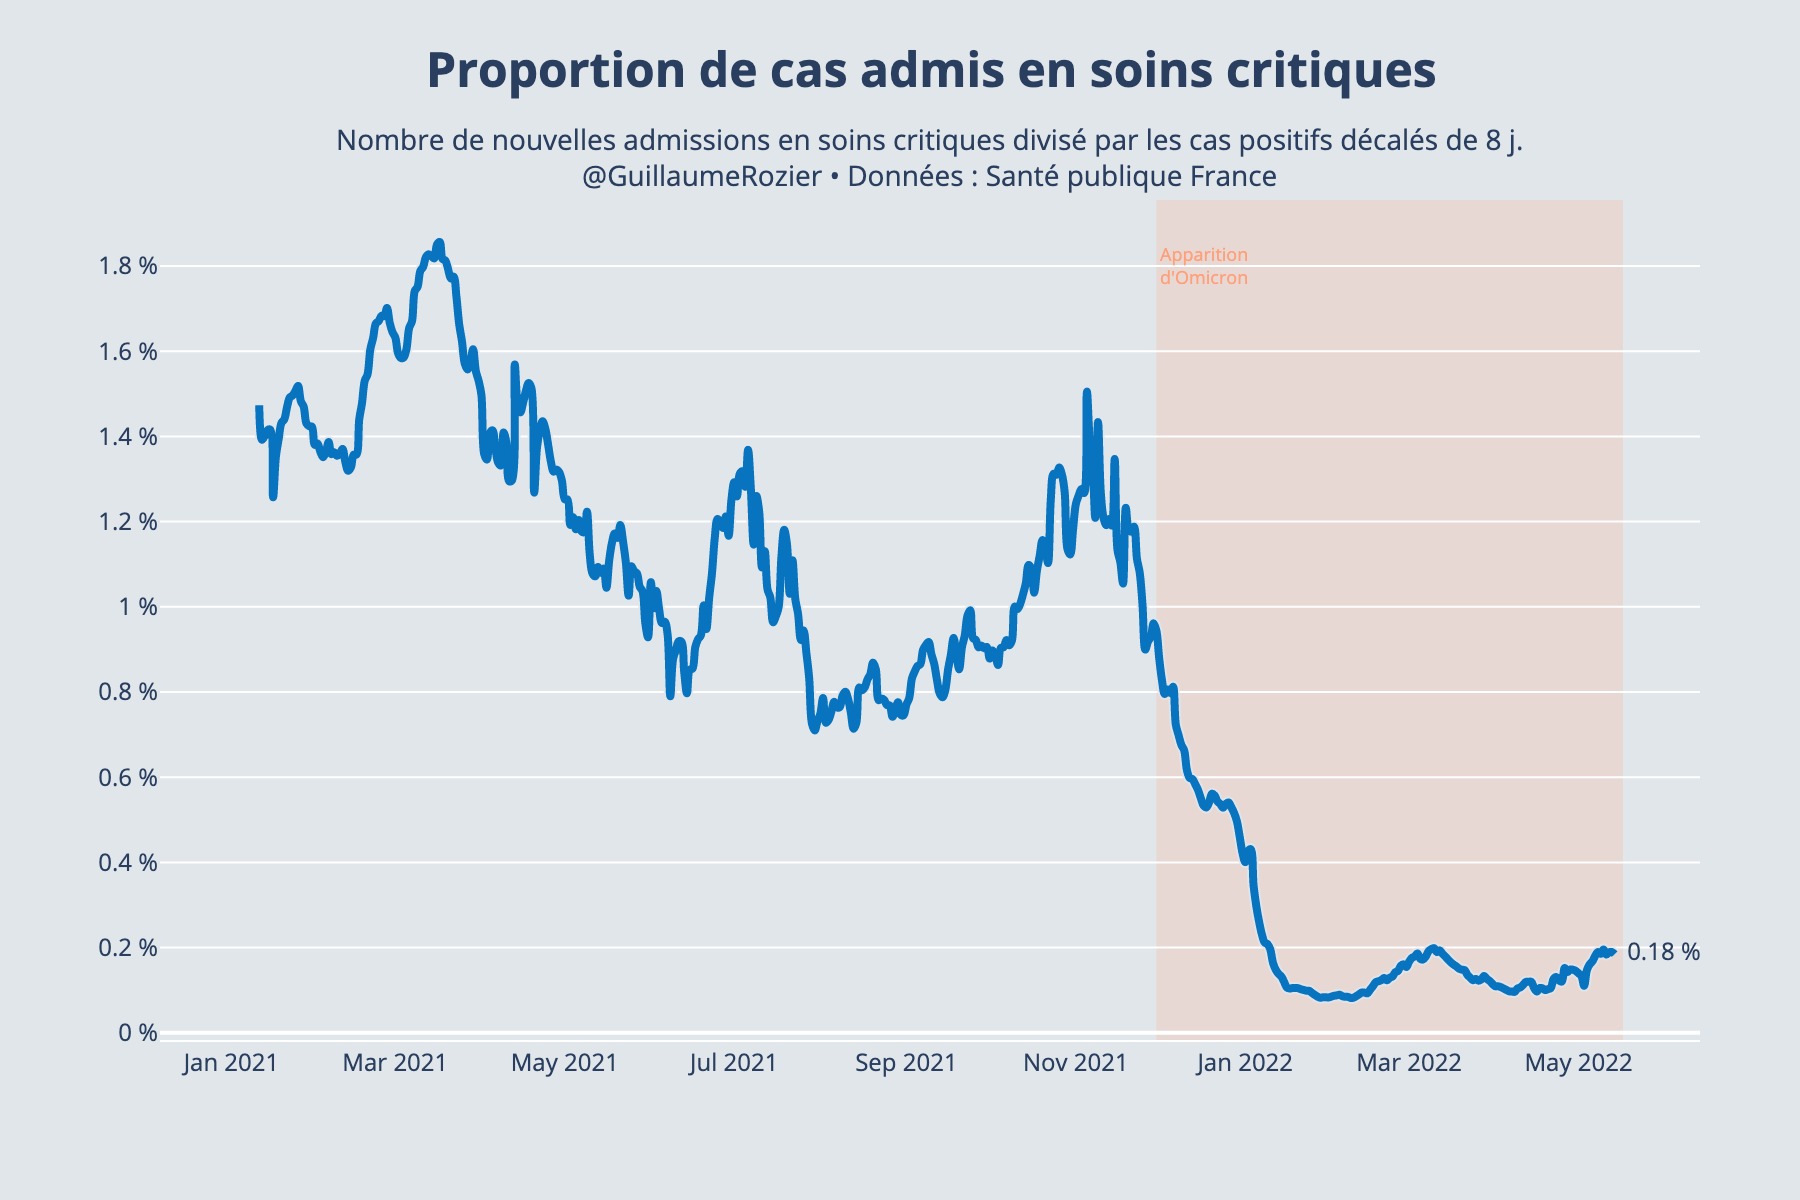 Proportion de cas admis en soins critiques
Nombre de nouvelles admissions en soins critiques divisé par les cas positifs décalés de 8 j.
@GuillaumeRozier • Données : Santé publique France
Apparition
d'Omicron
1.8 %
1.6 %
1.4 %
1.2 %
1 %
0.8 %
0.6 %
0.4 %
0.2 %
0 %
0.18 %
Jan 2021
Mar 2021
May 2021
Jul 2021
Sep 2021
Nov 2021
Jan 2022
Mar 2022
May 2022